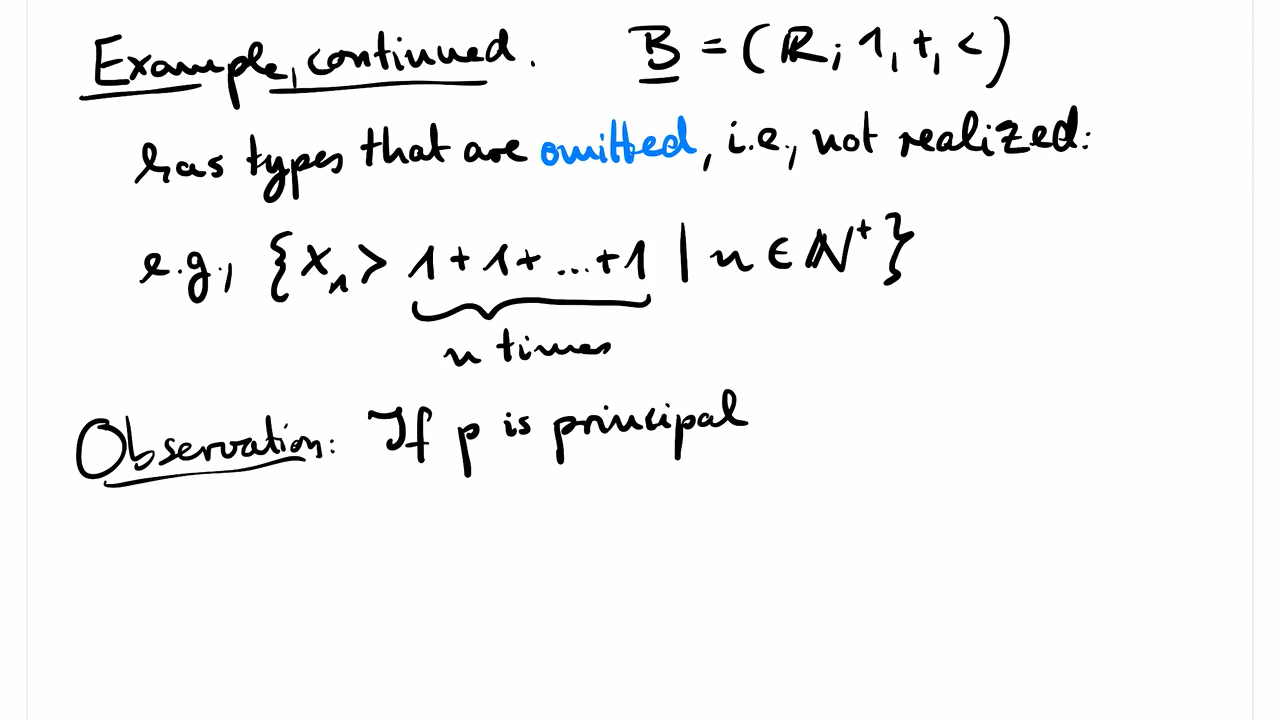 Example, continued. B = (ℝ; 1, +, <)
has types that are omitted, i.e., not realized:
e.g., {x₁ > 1 + 1 + ... + 1 | n ∈ ℕ⁺}
n times
Observation: If p is principal